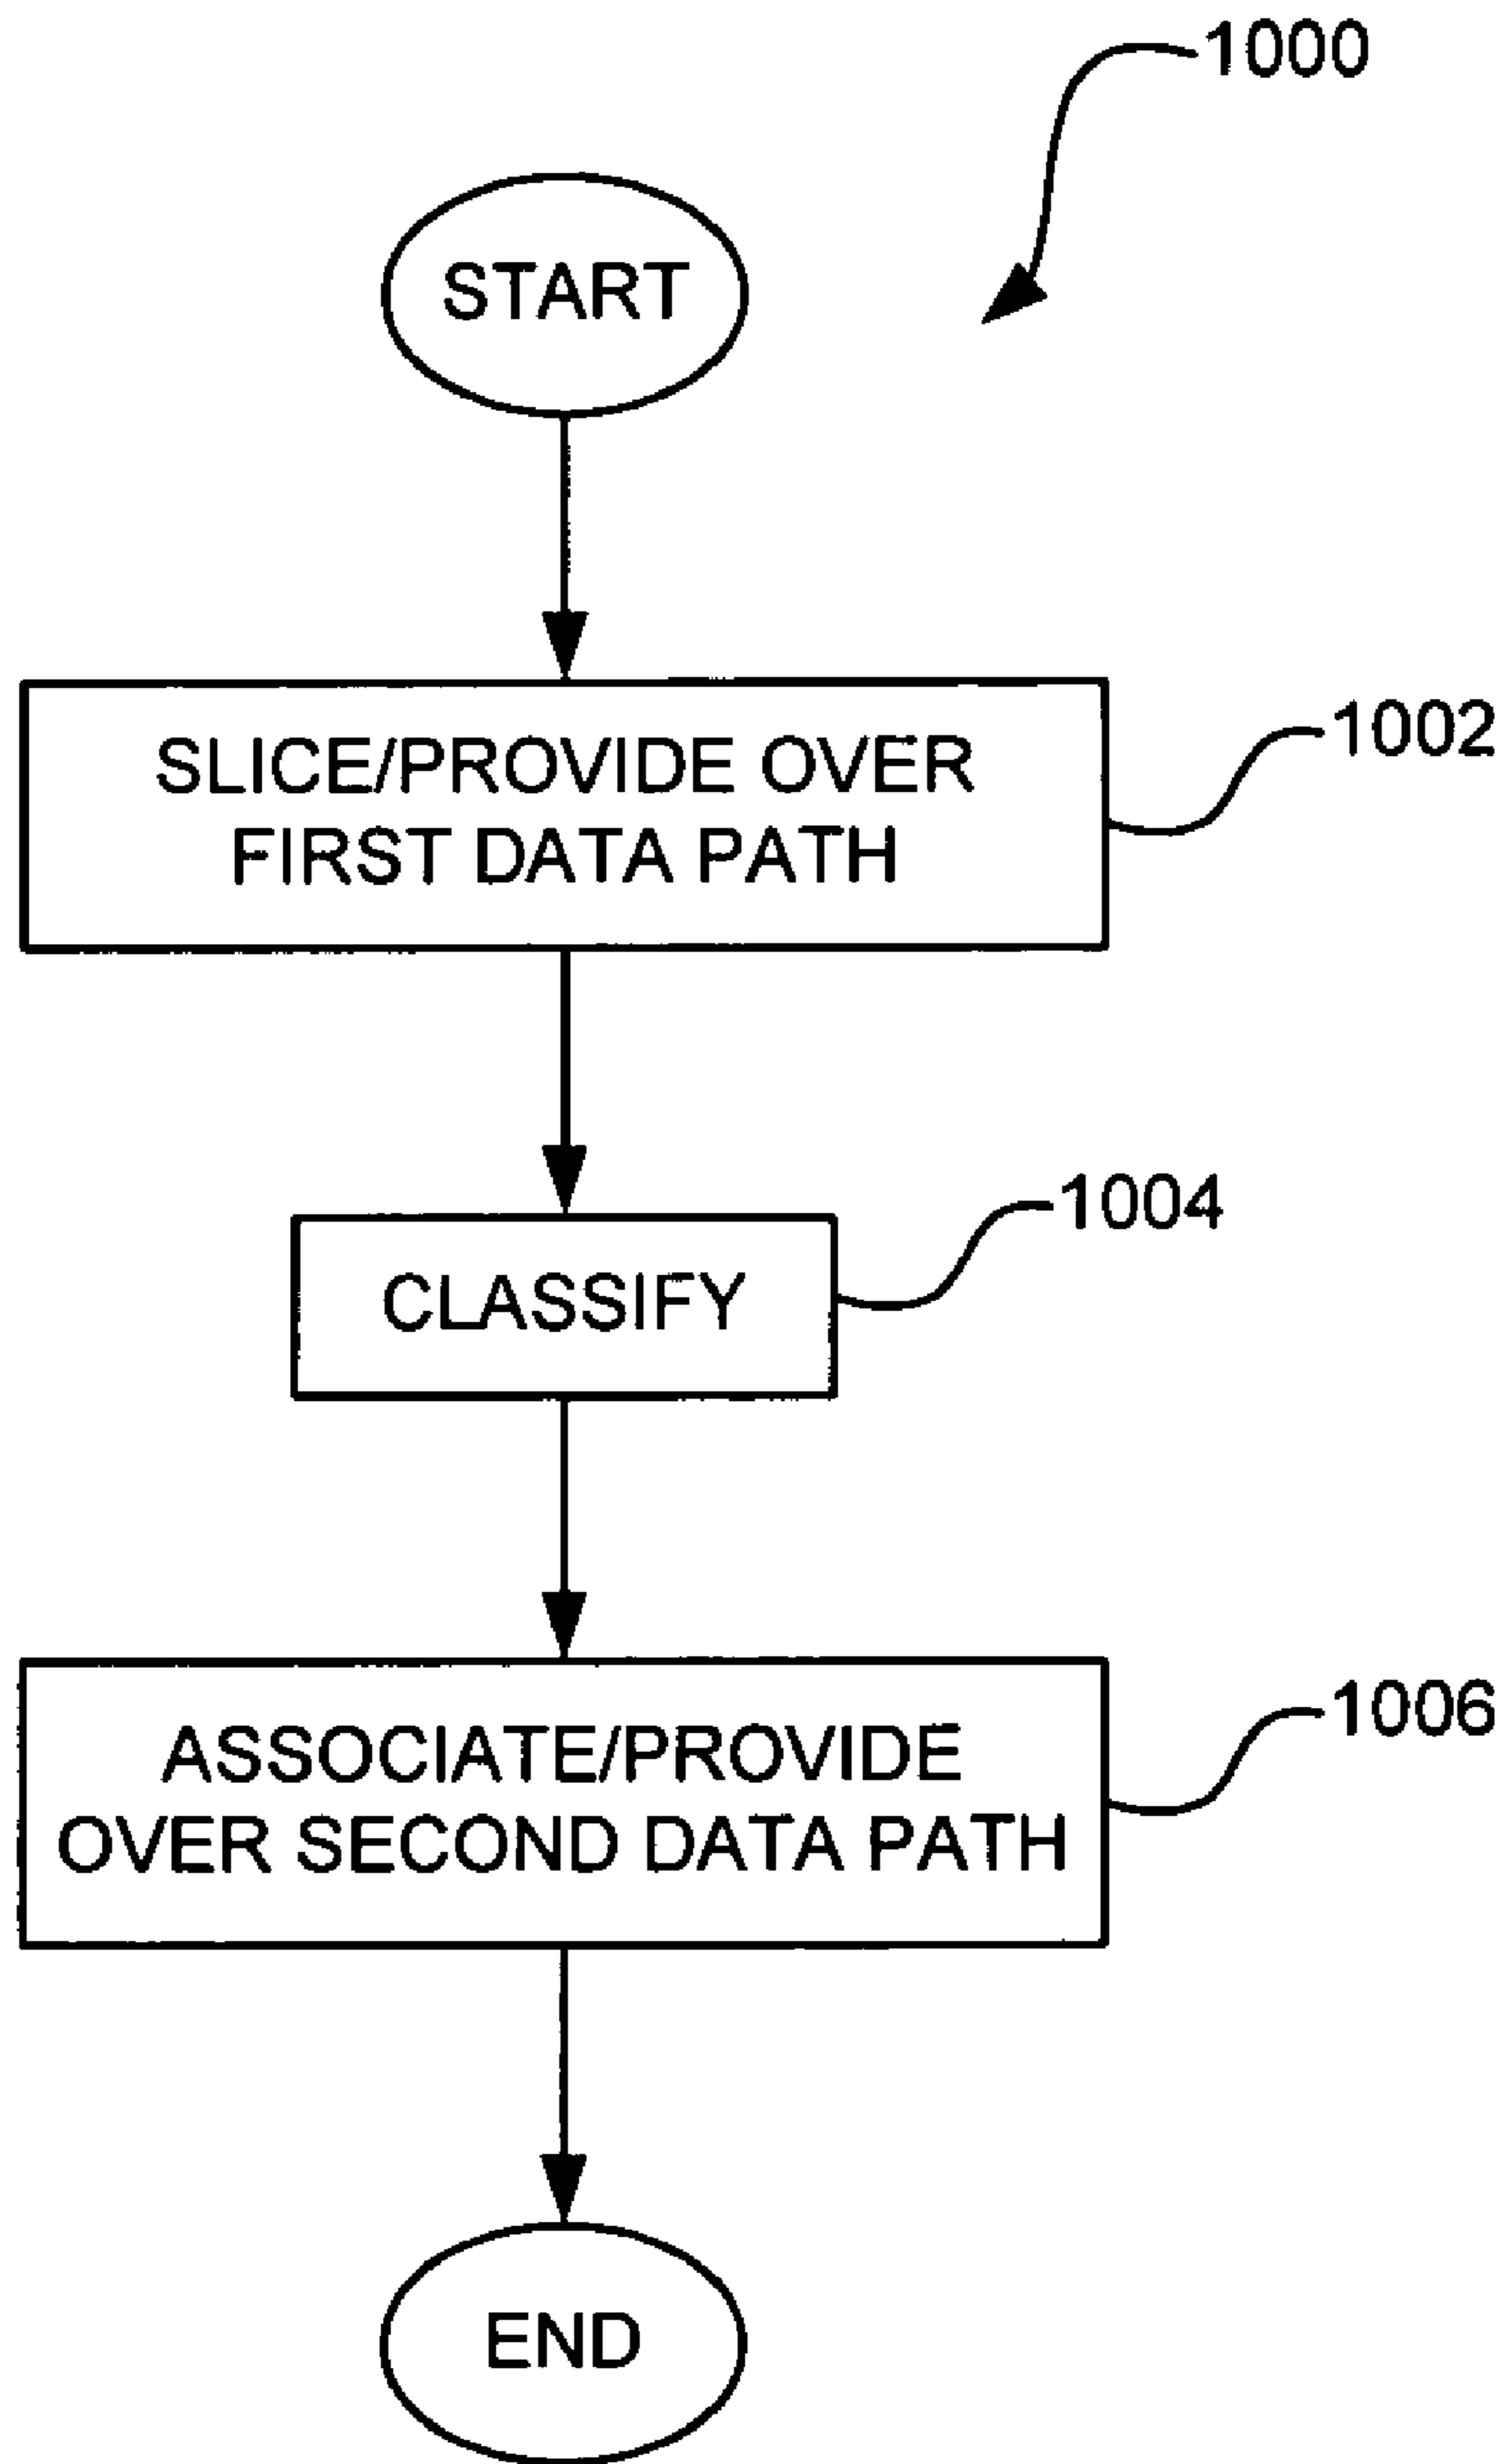 1000
START
SLICE/PROVIDE OVER
FIRST DATA PATH
1002
CLASSIFY
1004
ASSOCIATE/PROVIDE
OVER SECOND DATA PATH
1006
END